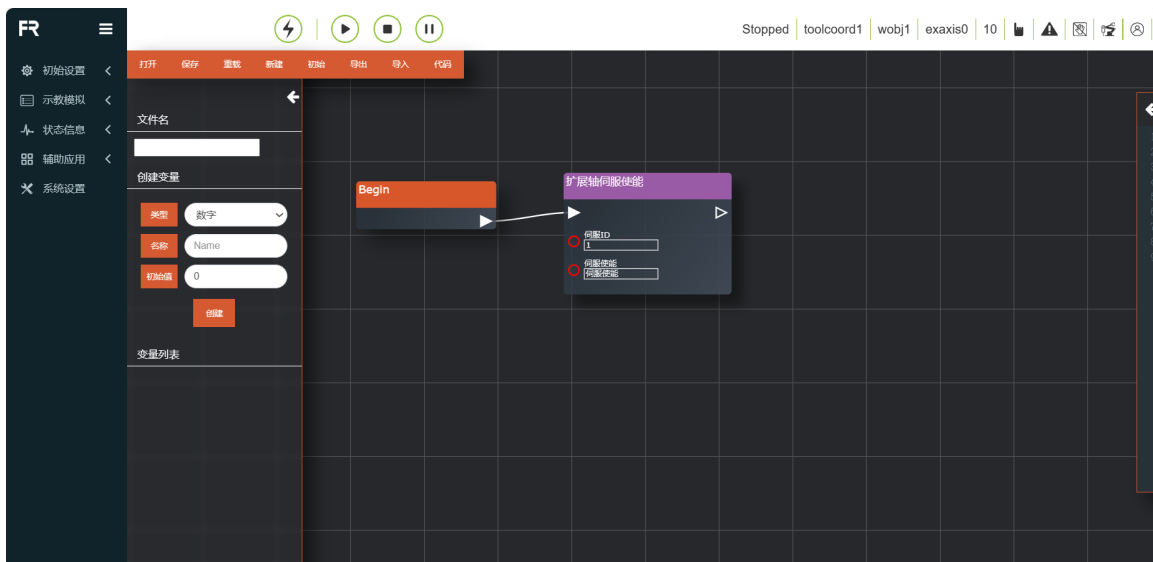 FR
Stopped toolcoord1 wobj1 exaxis0 10
初始设置
示教模拟
状态信息
辅助应用
系统设置
打开 保存 重载 新建 初始 导出 导入 代码
文件名
创建变量
类型 数字
名称 Name
初始值 0
创建
变量列表
Begin
扩展轴伺服使能
伺服ID
1
伺服使能
伺服使能